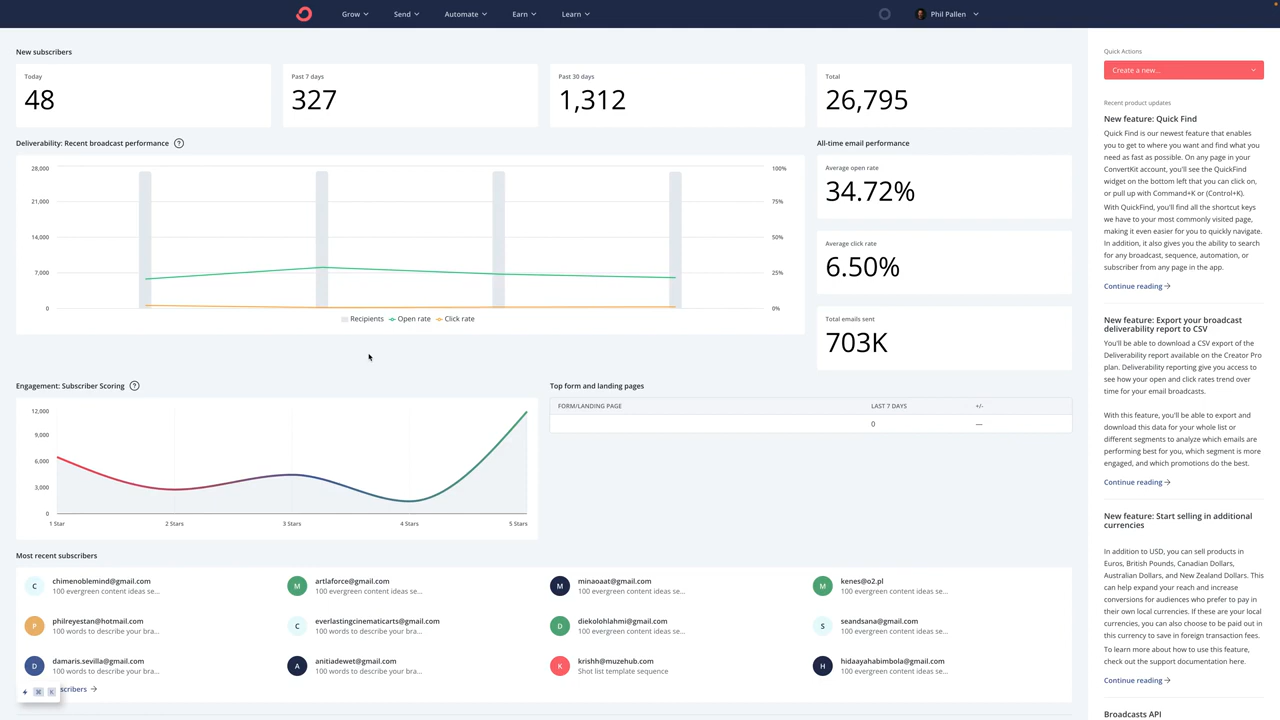 Grow
Send
Automate
Earn
Learn
Phil Pallen
New subscribers
Today
48
Past 7 days
327
Past 30 days
1,312
Total
26,795
Deliverability: Recent broadcast performance ?
28,000
21,000
14,000
7,000
0
100%
75%
50%
25%
0%
Recipients Open rate Click rate
All-time email performance
Average open rate
34.72%
Average click rate
6.50%
Total emails sent
703K
Engagement: Subscriber Scoring ?
12,000
9,000
6,000
3,000
0
1 Star
2 Stars
3 Stars
4 Stars
5 Stars
Top form and landing pages
FORM/LANDING PAGE LAST 7 DAYS +/-
0 —
Most recent subscribers
C
chimenoblemind@gmail.com
100 evergreen content ideas se...
M
artlaforce@gmail.com
100 evergreen content ideas se...
M
minaoaat@gmail.com
100 evergreen content ideas se...
M
kenes@o2.pl
100 evergreen content ideas se...
P
philreyestan@hotmail.com
100 words to describe your bra...
C
everlastingcinematicarts@gmail.com
100 words to describe your bra...
D
diekolohlahmi@gmail.com
100 evergreen content ideas se...
S
seandsana@gmail.com
100 evergreen content ideas se...
D
damaris.sevilla@gmail.com
100 words to describe your bra...
A
anitiadewet@gmail.com
100 words to describe your bra...
K
krishh@muzehub.com
Shot list template sequence
H
hidaayahabimbola@gmail.com
100 evergreen content ideas se...
⌘ K
scribers →
Quick Actions
Create a new...
Recent product updates
New feature: Quick Find
Quick Find is our newest feature that enables
you to get to where you want and find what you
need as fast as possible. On any page in your
ConvertKit account, you'll see the QuickFind
widget on the bottom left that you can click on,
or pull up with Command+K or (Control+K).
With QuickFind, you'll find all the shortcut keys
we have to your most commonly visited page,
making it even easier for you to quickly navigate.
In addition, it also gives you the ability to search
for any broadcast, sequence, automation, or
subscriber from any page in the app.
Continue reading →
New feature: Export your broadcast
deliverability report to CSV
You'll be able to download a CSV export of the
Deliverability report available on the Creator Pro
plan. Deliverability reporting give you access to
see how your open and click rates trend over
time for your email broadcasts.
With this feature, you'll be able to export and
download this data for your whole list or
different segments to analyze which emails are
performing best for you, which segment is more
engaged, and which promotions do the best.
Continue reading →
New feature: Start selling in additional
currencies
In addition to USD, you can sell products in
Euros, British Pounds, Canadian Dollars,
Australian Dollars, and New Zealand Dollars. This
can help expand your reach and increase
conversions for audiences who prefer to pay in
their own local currencies. If these are your local
currencies, you can also choose to be paid out in
this currency to save in foreign transaction fees.
To learn more about how to use this feature,
check out the support documentation here.
Continue reading →
Broadcasts API